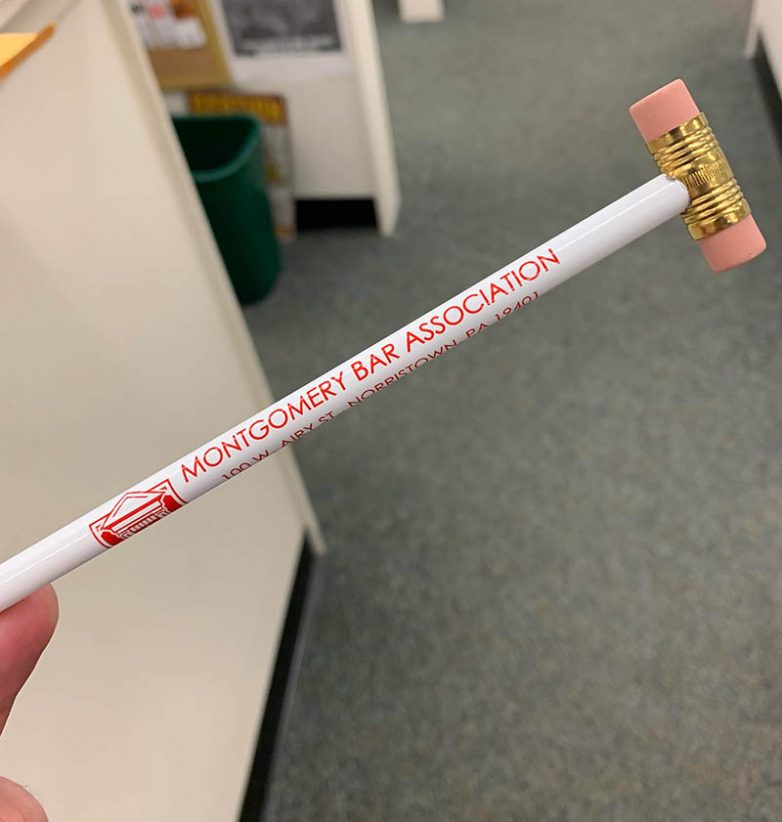 MONTGOMERY BAR ASSOCIATION
100 W. AIRY ST. NORRISTOWN, PA 19401